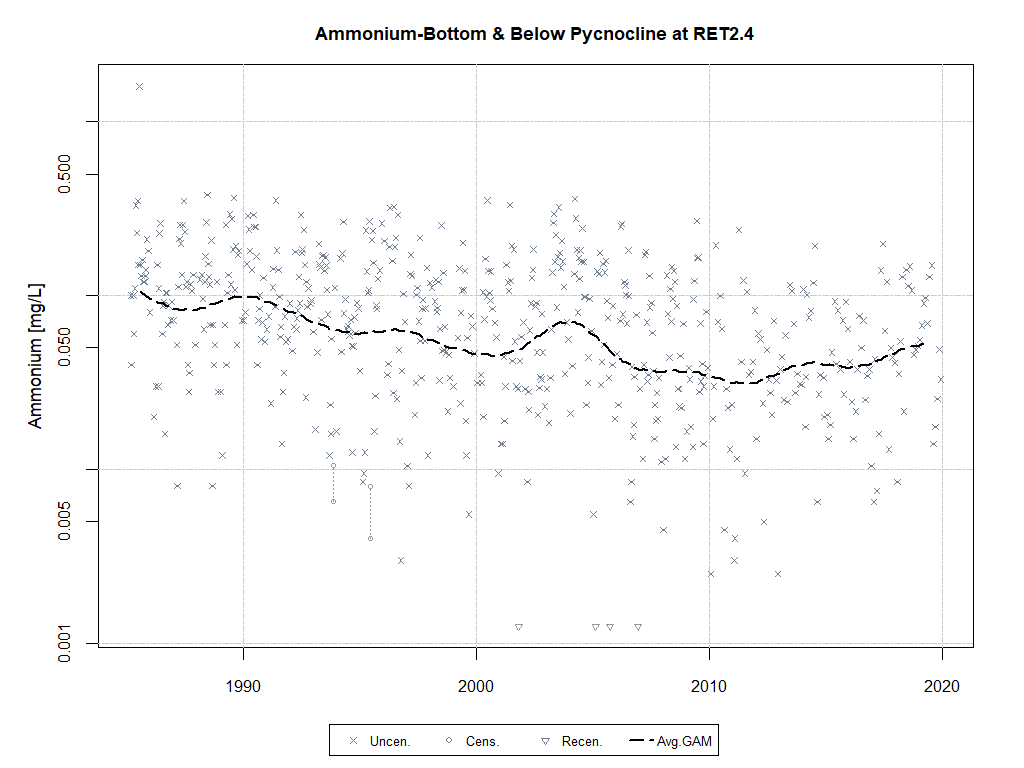 Ammonium-Bottom & Below Pycnocline at RET2.4
Ammonium [mg/L]
0.500
0.050
0.005
0.001
1990 2000 2010 2020
Uncen. Cens. Recen. Avg.GAM